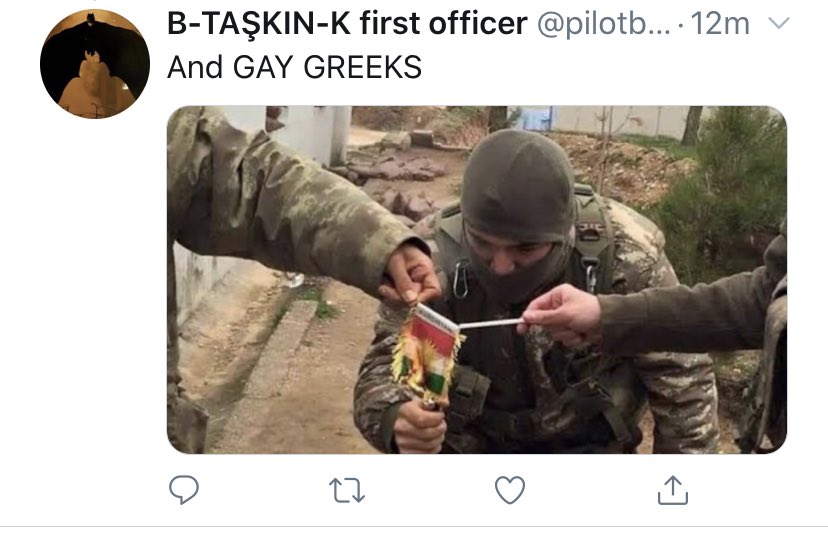 B-TAŞKIN-K first officer @pilotb... · 12m
And GAY GREEKS